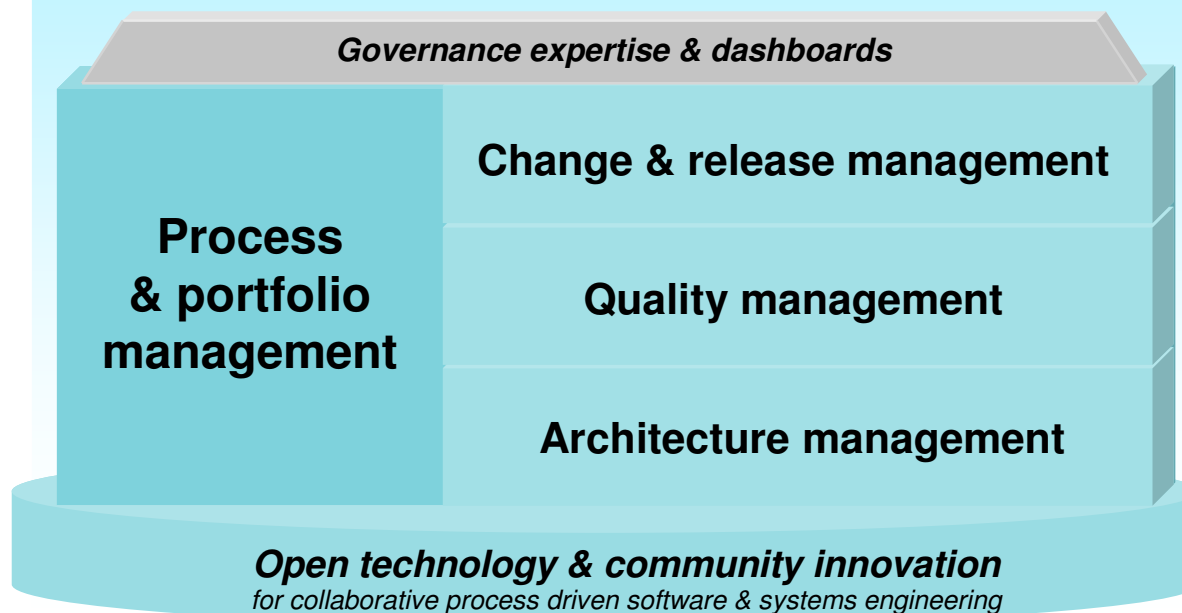 Governance expertise & dashboards
Process
& portfolio
management
Change & release management
Quality management
Architecture management
Open technology & community innovation
for collaborative process driven software & systems engineering